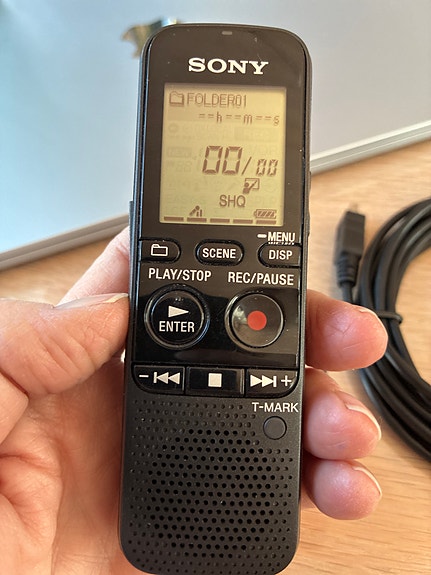 SONY
FOLDER01
--h--m--s
00/00
SHQ
MENU
SCENE
DISP
PLAY/STOP REC/PAUSE
ENTER
T-MARK